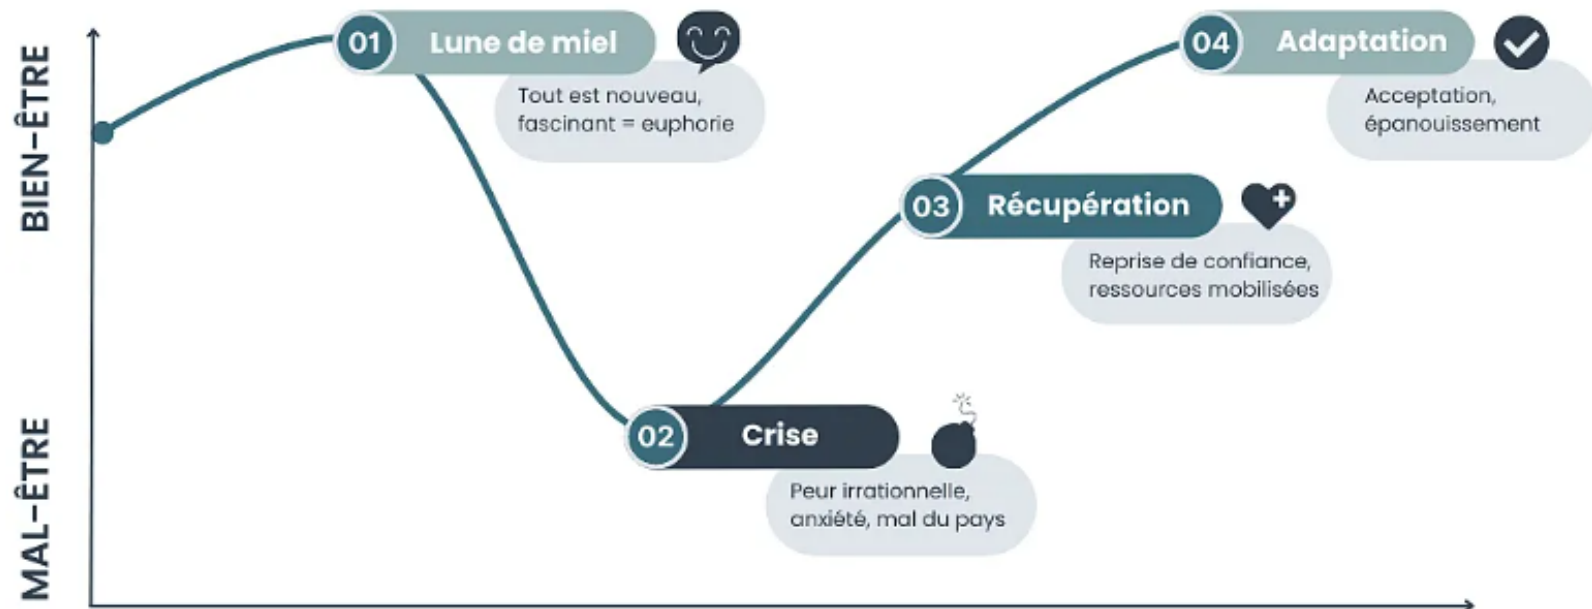 BIEN-ÊTRE
MAL-ÊTRE
01 Lune de miel
Tout est nouveau,
fascinant = euphorie
02 Crise
Peur irrationnelle,
anxiété, mal du pays
03 Récupération
Reprise de confiance,
ressources mobilisées
04 Adaptation
Acceptation,
épanouissement